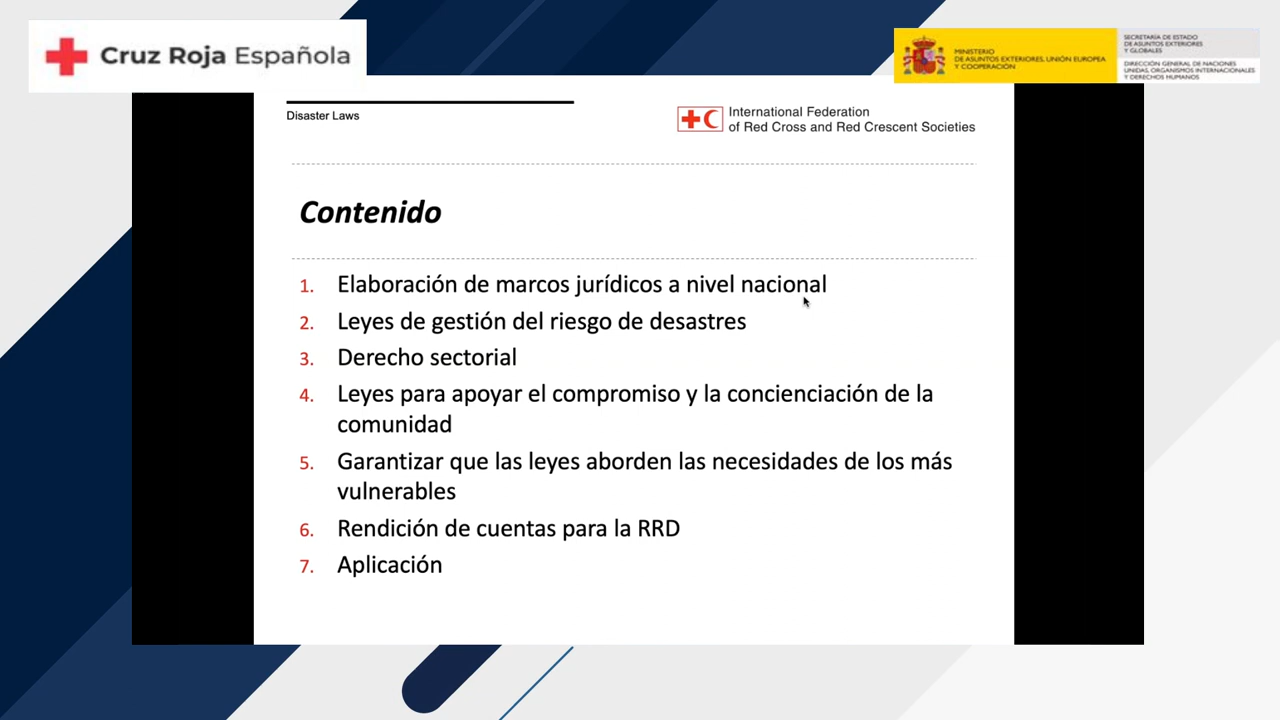 Cruz Roja Española
MINISTERIO
DE ASUNTOS EXTERIORES, UNIÓN EUROPEA
Y COOPERACIÓN
SECRETARÍA DE ESTADO
DE ASUNTOS EXTERIORES
Y GLOBALES
DIRECCIÓN GENERAL DE NACIONES
UNIDAS, ORGANISMOS INTERNACIONALES
Y DERECHOS HUMANOS
Disaster Laws
International Federation
of Red Cross and Red Crescent Societies
Contenido
1. Elaboración de marcos jurídicos a nivel nacional
2. Leyes de gestión del riesgo de desastres
3. Derecho sectorial
4. Leyes para apoyar el compromiso y la concienciación de la
comunidad
5. Garantizar que las leyes aborden las necesidades de los más
vulnerables
6. Rendición de cuentas para la RRD
7. Aplicación